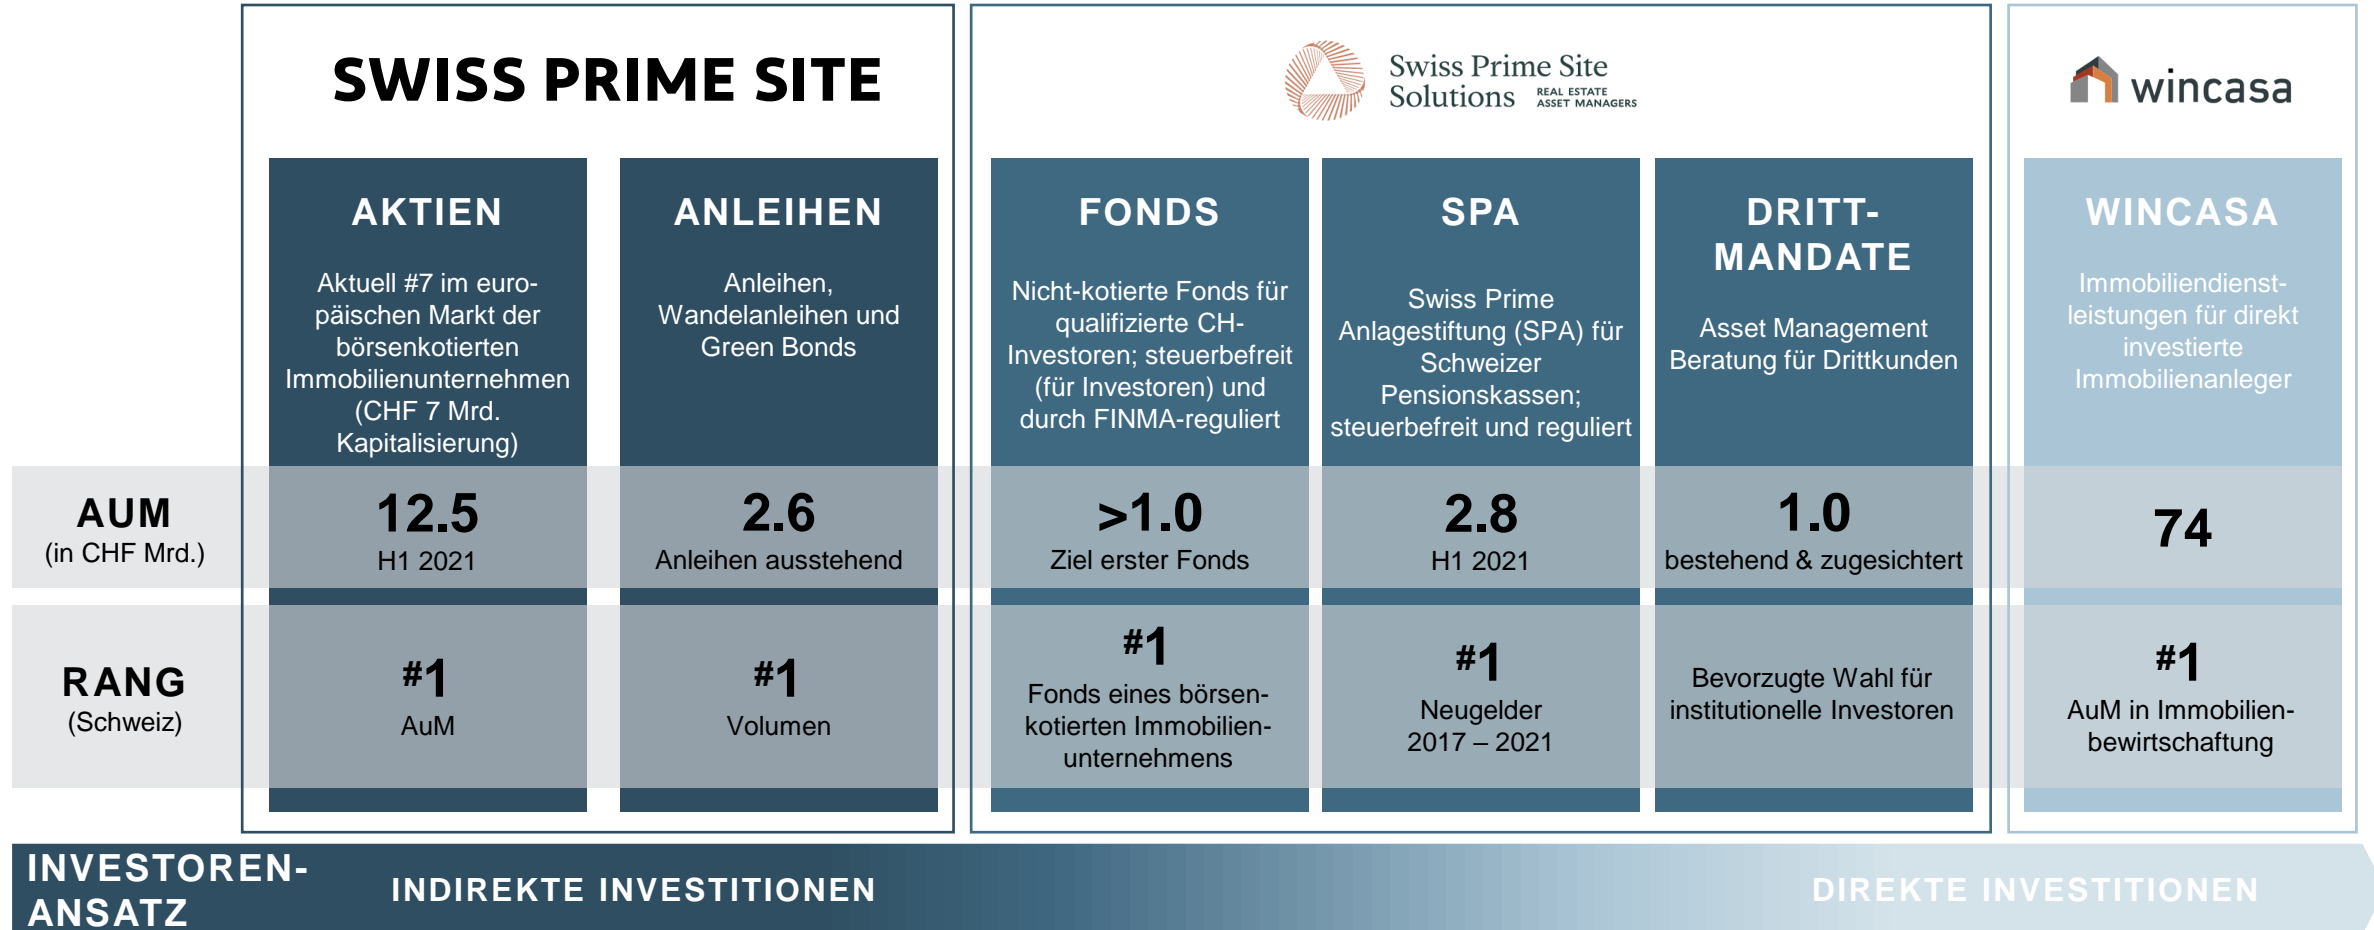 SWISS PRIME SITE
AKTIEN
Aktuell #7 im euro-
päischen Markt der
börsenkotierten
Immobilienunternehmen
(CHF 7 Mrd.
Kapitalisierung)
ANLEIHEN
Anleihen,
Wandelanleihen und
Green Bonds
Swiss Prime Site
Solutions
REAL ESTATE
ASSET MANAGERS
FONDS
Nicht-kotierte Fonds für
qualifizierte CH-
Investoren; steuerbefreit
(für Investoren) und
durch FINMA-reguliert
SPA
Swiss Prime
Anlagestiftung (SPA) für
Schweizer
Pensionskassen;
steuerbefreit und reguliert
DRITT-
MANDATE
Asset Management
Beratung für Drittkunden
wincasa
WINCASA
Immobiliendienst-
leistungen für direkt
investierte
Immobilienanleger
AUM
(in CHF Mrd.)
12.5
H1 2021
2.6
Anleihen ausstehend
>1.0
Ziel erster Fonds
2.8
H1 2021
1.0
bestehend & zugesichtert
74
RANG
(Schweiz)
#1
AuM
#1
Volumen
#1
Fonds eines börsen-
kotierten Immobilien-
unternehmens
#1
Neugelder
2017 – 2021
Bevorzugte Wahl für
institutionelle Investoren
#1
AuM in Immobilien-
bewirtschaftung
INVESTOREN-
ANSATZ
INDIREKTE INVESTITIONEN
DIREKTE INVESTITIONEN